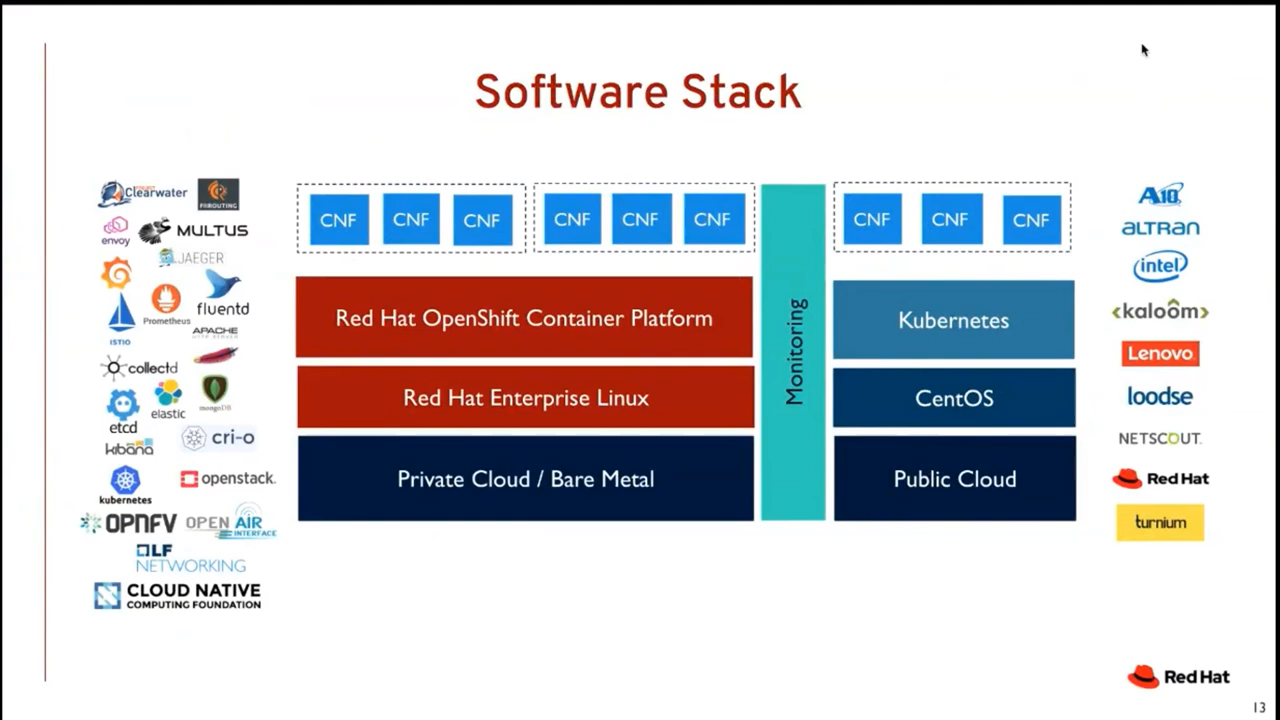 Software Stack
PROJECT
Clearwater
FRROUTING
envoy
MULTUS
JAEGER
Prometheus
fluentd
ISTIO
APACHE
HTTP SERVER
collectd
etcd
elastic
mongoDB
kibana
cri-o
kubernetes
openstack.
OPNFV
OPEN AIR
INTERFACE
LF
NETWORKING
CLOUD NATIVE
COMPUTING FOUNDATION
CNF CNF CNF CNF CNF CNF
Red Hat OpenShift Container Platform
Red Hat Enterprise Linux
Private Cloud / Bare Metal
Monitoring
CNF CNF CNF
Kubernetes
CentOS
Public Cloud
A10
ALTRAN
intel
kaloom
Lenovo
loodse
NETSCOUT.
Red Hat
turnium
Red Hat
13